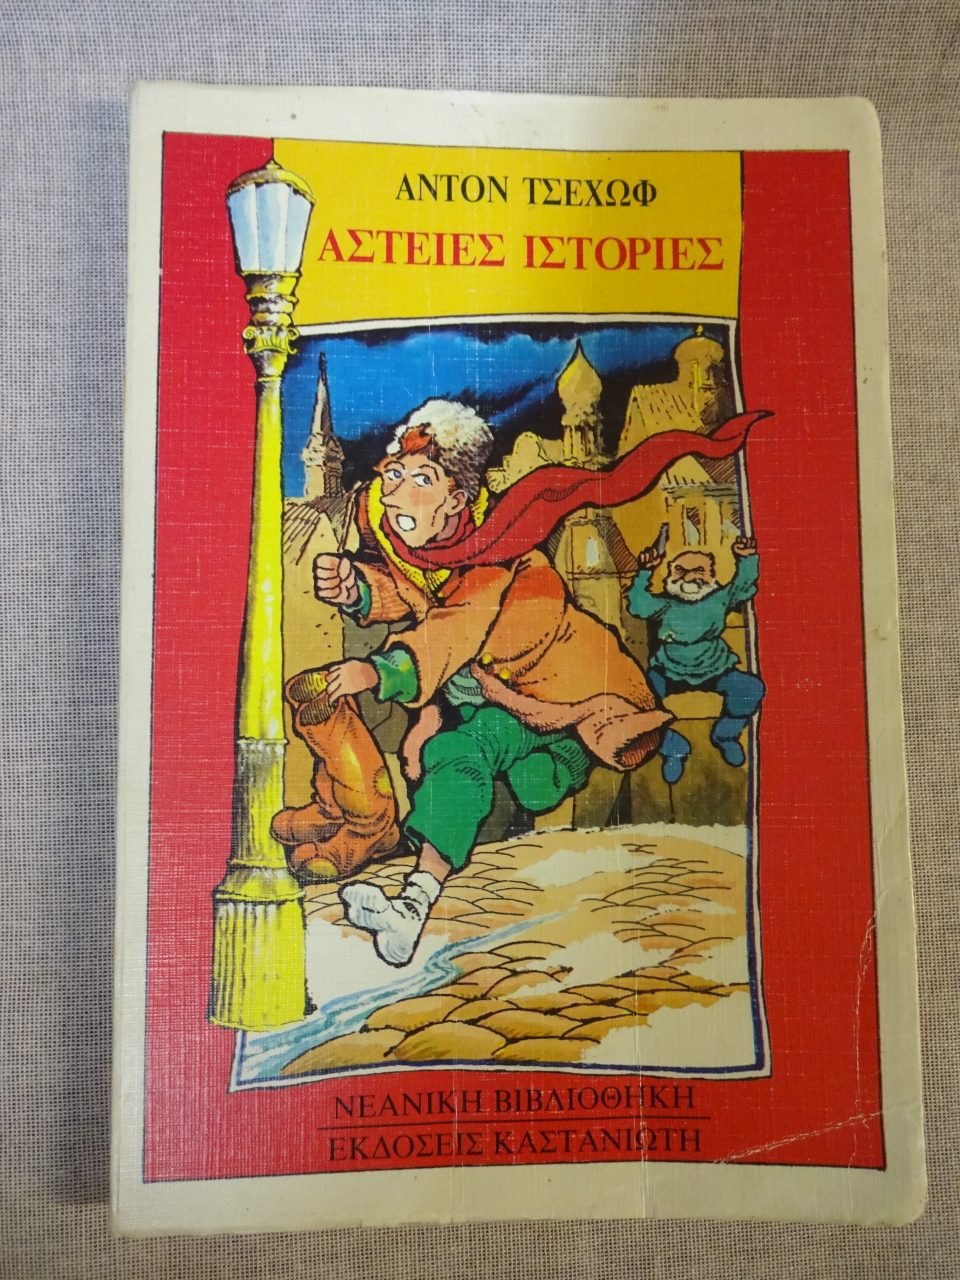 ΑΝΤΟΝ ΤΣΕΧΩΦ
ΑΣΤΕΙΕΣ ΙΣΤΟΡΙΕΣ
ΝΕΑΝΙΚΗ ΒΙΒΛΙΟΘΗΚΗ
ΕΚΔΟΣΕΙΣ ΚΑΣΤΑΝΙΩΤΗ